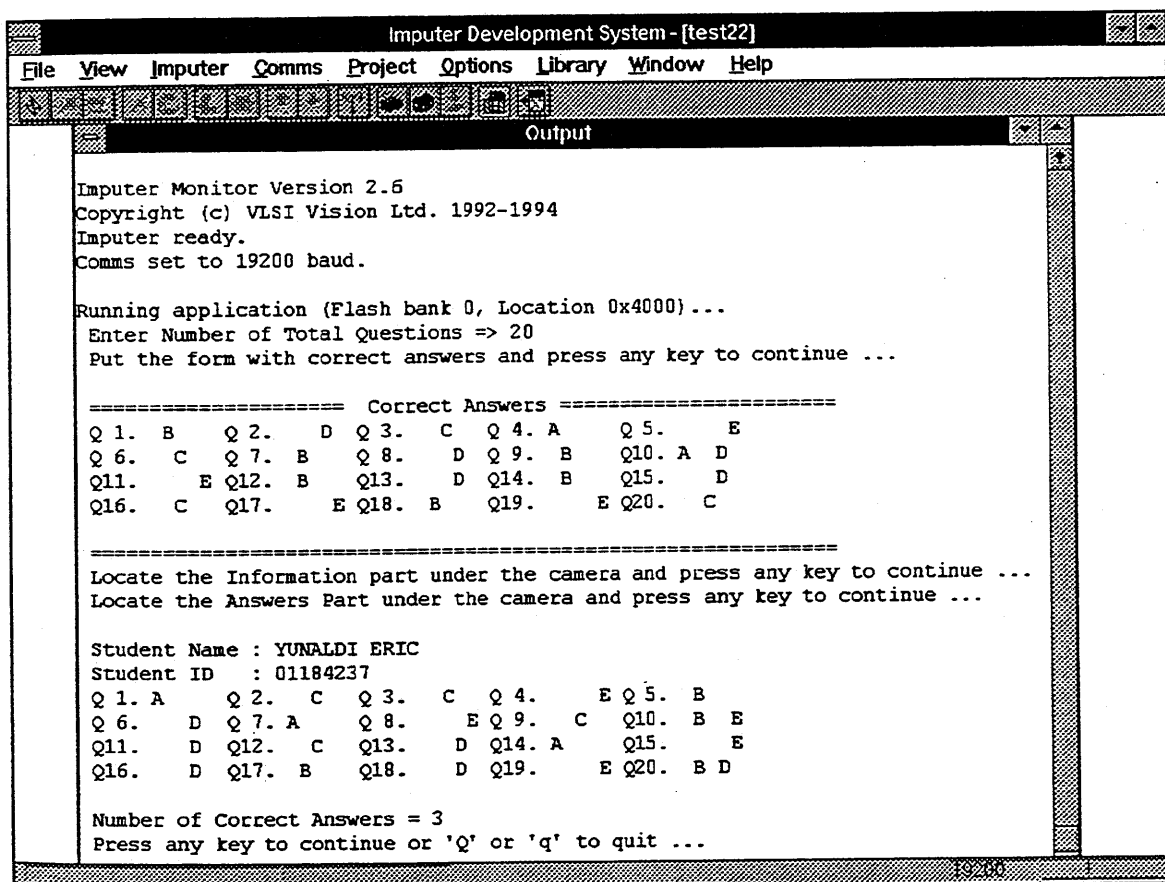 Imputer Development System - [test22]
File View Imputer Comms Project Options Library Window Help
Output
Imputer Monitor Version 2.6
Copyright (c) VLSI Vision Ltd. 1992-1994
Imputer ready.
Comms set to 19200 baud.
Running application (Flash bank 0, Location 0x4000)...
Enter Number of Total Questions => 20
Put the form with correct answers and press any key to continue ...
===================== Correct Answers =======================
Q 1. B Q 2. D Q 3. C Q 4. A Q 5. E
Q 6. C Q 7. B Q 8. D Q 9. B Q10. A D
Q11. E Q12. B Q13. D Q14. B Q15. D
Q16. C Q17. E Q18. B Q19. E Q20. C
==============================================================
Locate the Information part under the camera and press any key to continue ...
Locate the Answers Part under the camera and press any key to continue ...
Student Name : YUNALDI ERIC
Student ID : 01184237
Q 1. A Q 2. C Q 3. C Q 4. E Q 5. B
Q 6. D Q 7. A Q 8. E Q 9. C Q10. B E
Q11. D Q12. C Q13. D Q14. A Q15. E
Q16. D Q17. B Q18. D Q19. E Q20. B D
Number of Correct Answers = 3
Press any key to continue or 'Q' or 'q' to quit ...
19200